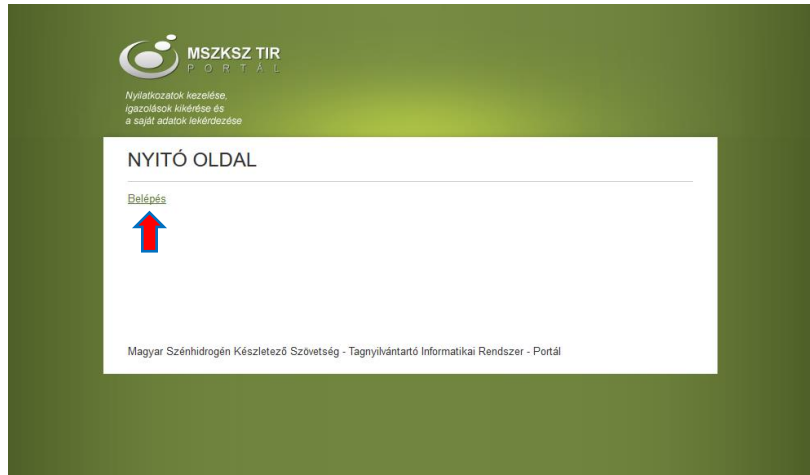 MSZKSZ TIR
PORTÁL
Nyilatkozatok kezelése,
igazolások kikérése és
a saját adatok lekérdezése
NYITÓ OLDAL
Belépés
Magyar Szénhidrogén Készletező Szövetség - Tagnyilvántartó Informatikai Rendszer - Portál